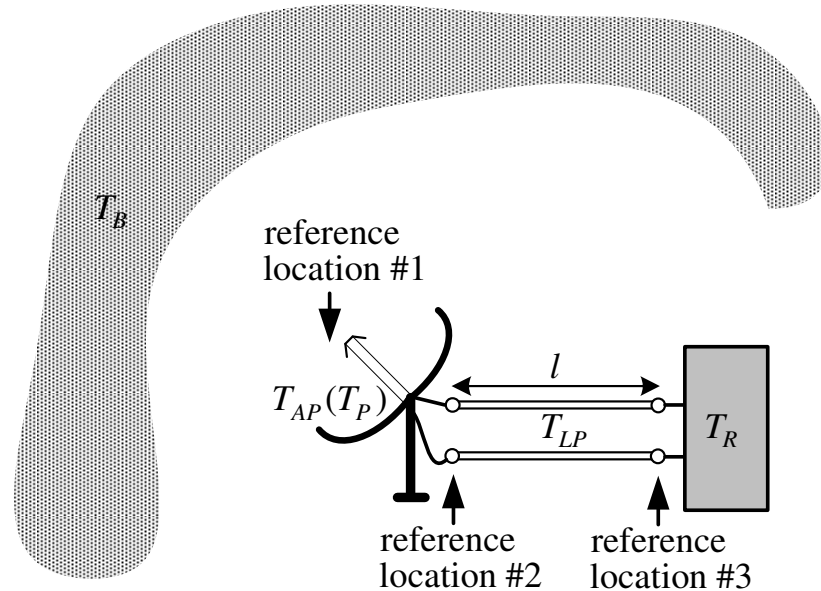 T_B
reference
location #1
T_AP(T_P)
l
T_LP
T_R
reference
location #2
reference
location #3